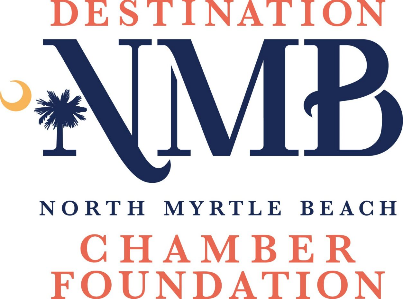 DESTINATION
NMB
NORTH MYRTLE BEACH
CHAMBER
FOUNDATION